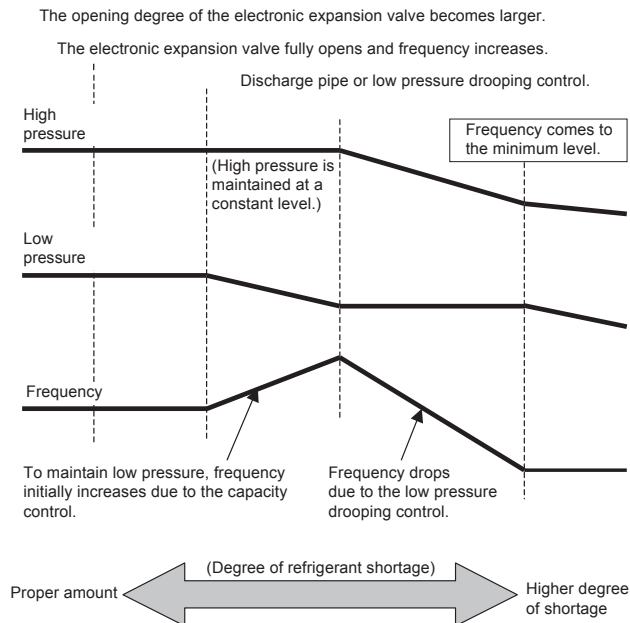 The opening degree of the electronic expansion valve becomes larger.
The electronic expansion valve fully opens and frequency increases.
Discharge pipe or low pressure drooping control.
High
pressure
Frequency comes to
the minimum level.
(High pressure is
maintained at a
constant level.)
Low
pressure
Frequency
To maintain low pressure, frequency
initially increases due to the capacity
control.
Frequency drops
due to the low pressure
drooping control.
(Degree of refrigerant shortage)
Proper amount
Higher degree
of shortage